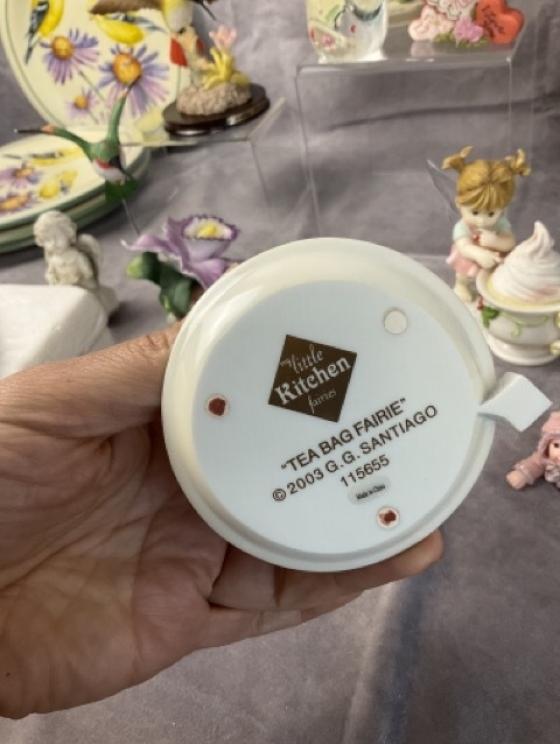 my little
Kitchen
fairies
"TEA BAG FAIRIE"
© 2003 G.G. SANTIAGO
115655
Made in China